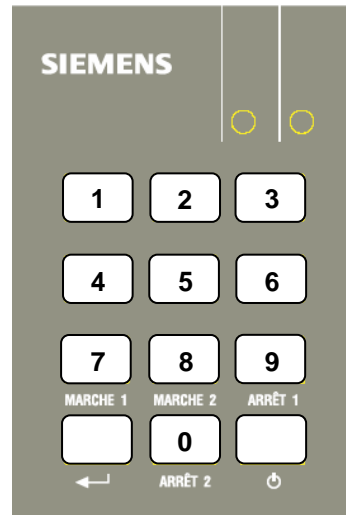 SIEMENS
1 2 3
4 5 6
7 8 9
MARCHE 1 MARCHE 2 ARRÊT 1
0
ARRÊT 2